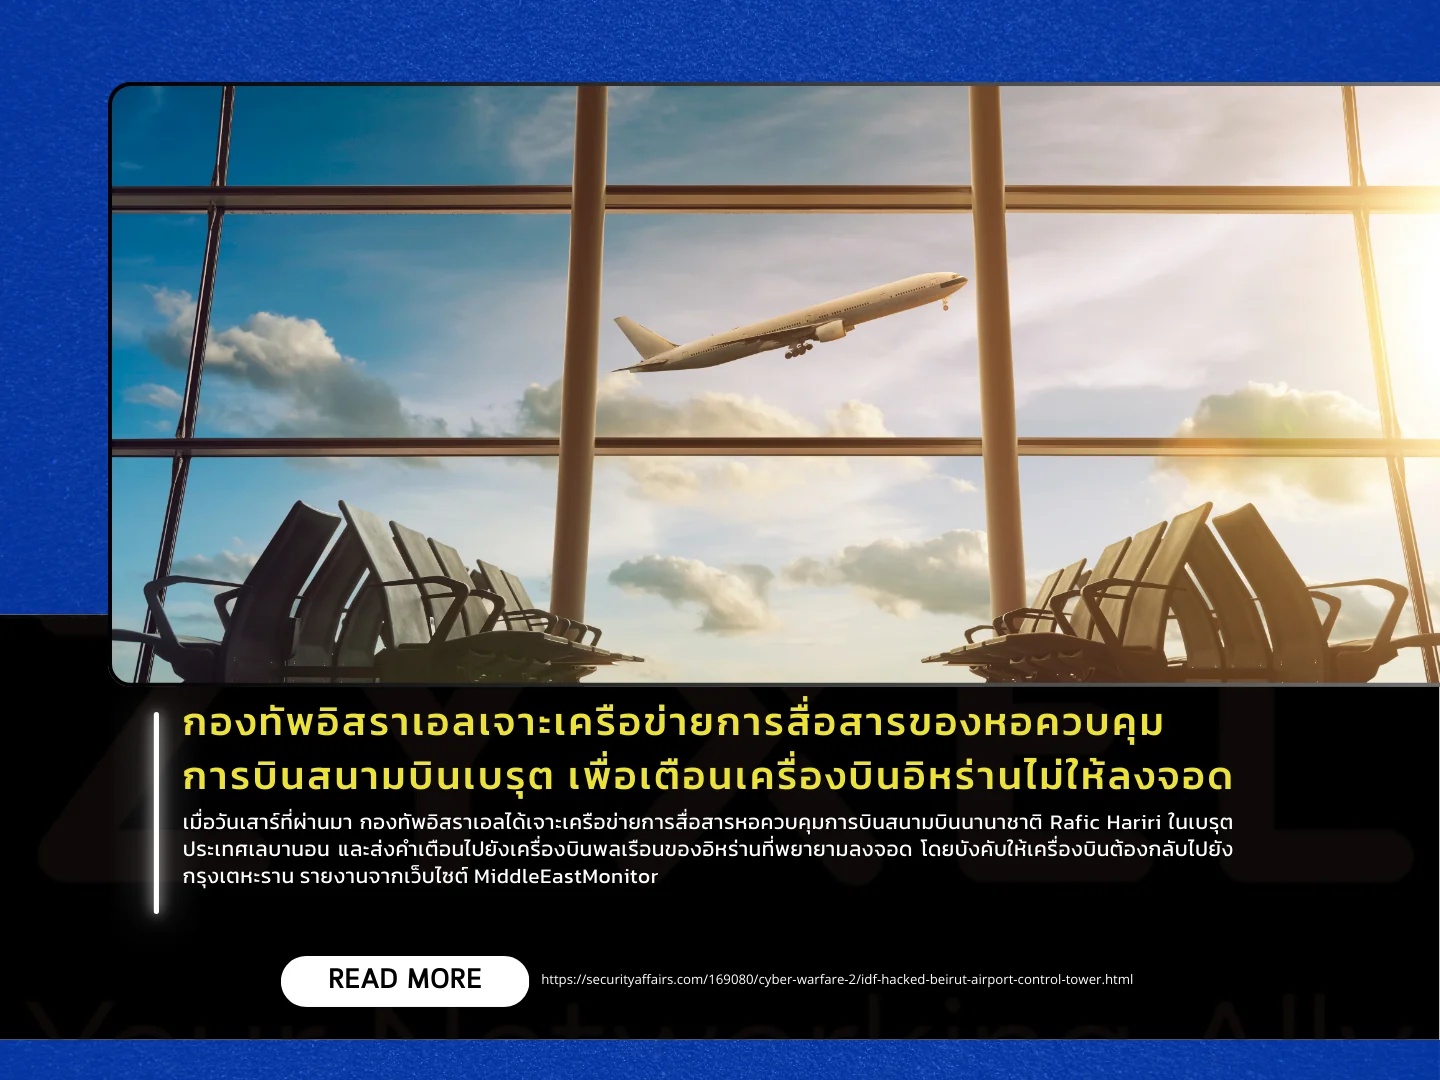 กองทัพอิสราเอลเจาะเครือข่ายการสื่อสารของหอควบคุม
การบินสนามบินเบรุต เพื่อเตือนเครื่องบินอิหร่านไม่ให้ลงจอด
เมื่อวันเสาร์ที่ผ่านมา กองทัพอิสราเอลได้เจาะเครือข่ายการสื่อสารหอควบคุมการบินสนามบินนานาชาติ Rafic Hariri ในเบรุต
ประเทศเลบานอน และส่งคำเตือนไปยังเครื่องบินพลเรือนของอิหร่านที่พยายามลงจอด โดยบังคับให้เครื่องบินต้องกลับไปยัง
กรุงเตหะราน รายงานจากเว็บไซต์ MiddleEastMonitor
READ MORE https://securityaffairs.com/169080/cyber-warfare-2/idf-hacked-beirut-airport-control-tower.html
ZYXEL
Your Networking Ally